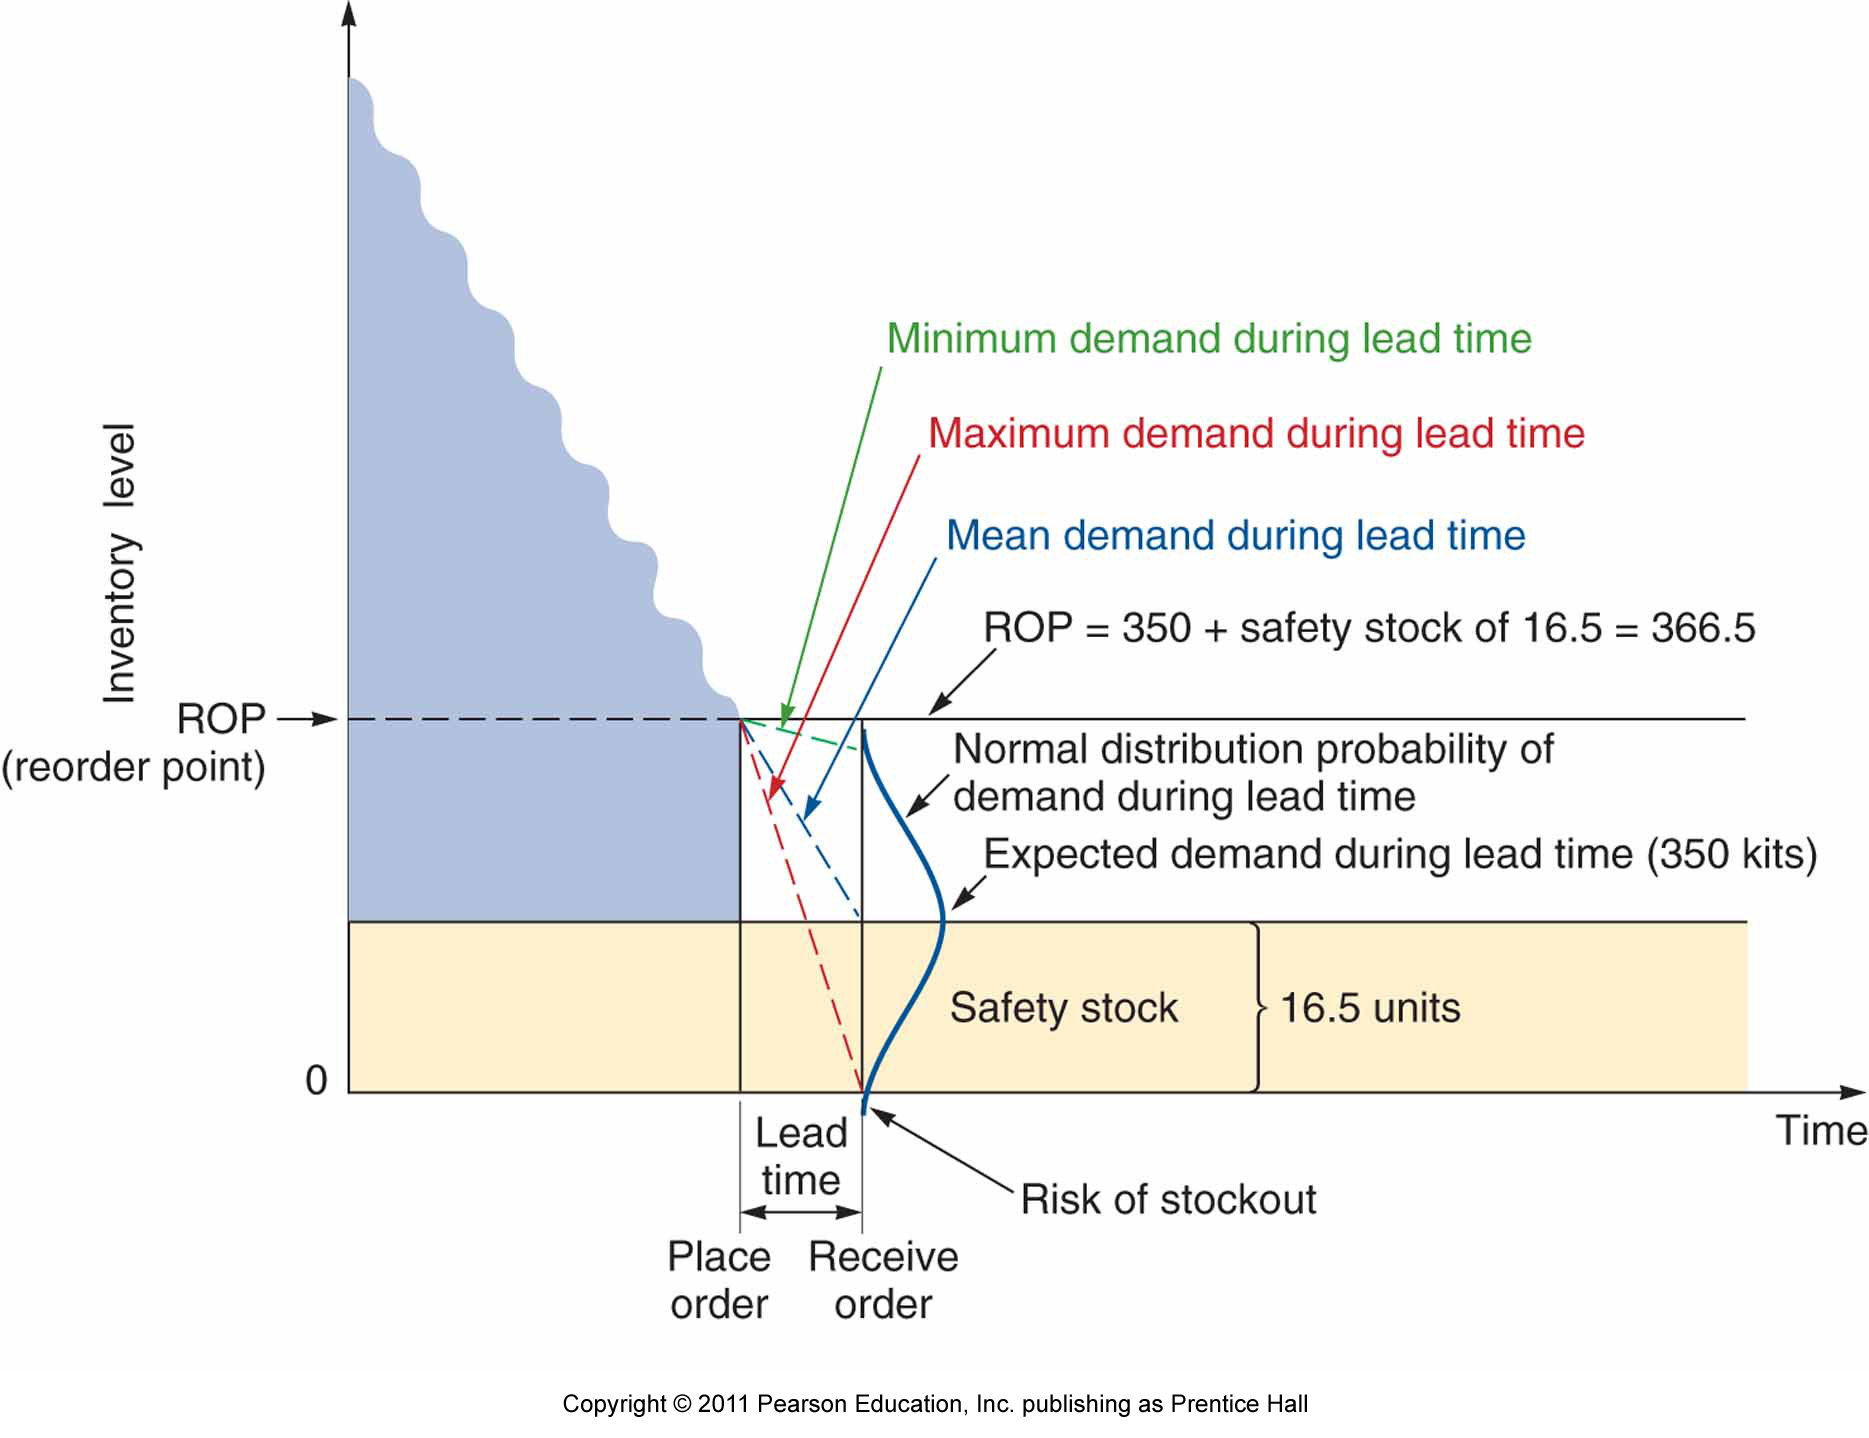 Minimum demand during lead time
Maximum demand during lead time
Mean demand during lead time
Inventory level
ROP = 350 + safety stock of 16.5 = 366.5
ROP
(reorder point)
Normal distribution probability of
demand during lead time
Expected demand during lead time (350 kits)
Safety stock
16.5 units
0
Time
Lead
time
Risk of stockout
Place
order
Receive
order
Copyright © 2011 Pearson Education, Inc. publishing as Prentice Hall